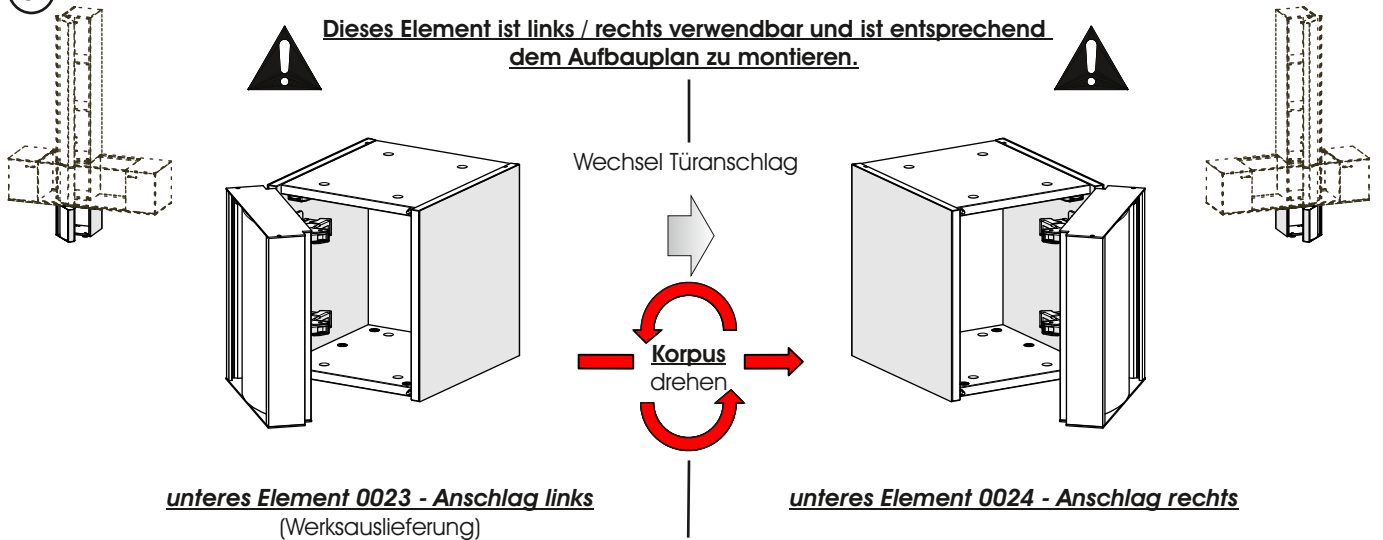 Dieses Element ist links / rechts verwendbar und ist entsprechend
dem Aufbauplan zu montieren.
Wechsel Türanschlag
Korpus
drehen
unteres Element 0023 - Anschlag links
(Werksauslieferung)
unteres Element 0024 - Anschlag rechts